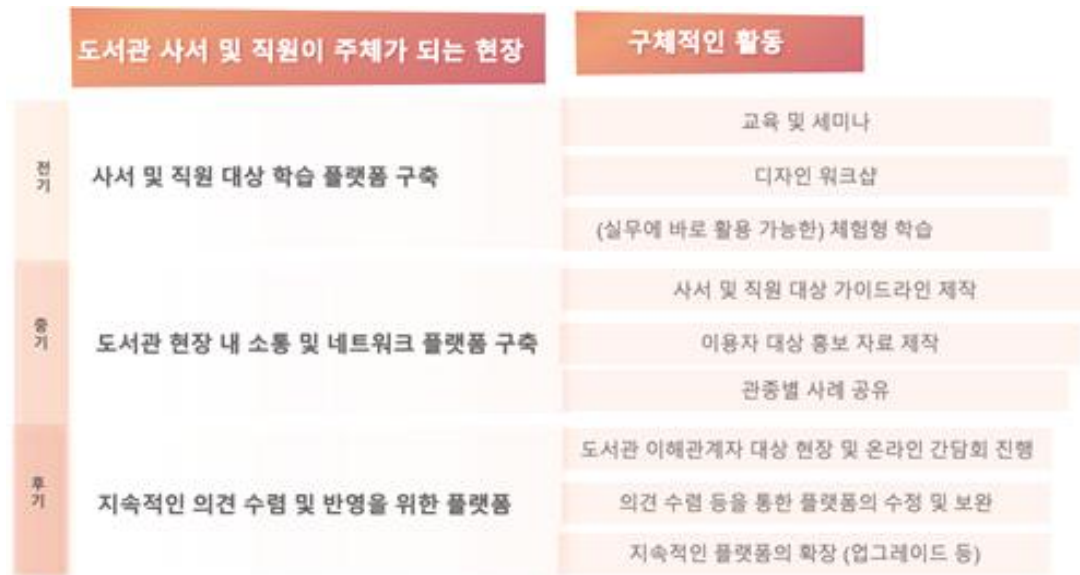 도서관 사서 및 직원이 주체가 되는 현장
구체적인 활동
전기
사서 및 직원 대상 학습 플랫폼 구축
교육 및 세미나
디자인 워크샵
(실무에 바로 활용 가능한) 체험형 학습
중기
도서관 현장 내 소통 및 네트워크 플랫폼 구축
사서 및 직원 대상 가이드라인 제작
이용자 대상 홍보 자료 제작
관종별 사례 공유
후기
지속적인 의견 수렴 및 반영을 위한 플랫폼
도서관 이해관계자 대상 현장 및 온라인 간담회 진행
의견 수렴 등을 통한 플랫폼의 수정 및 보완
지속적인 플랫폼의 확장 (업그레이드 등)